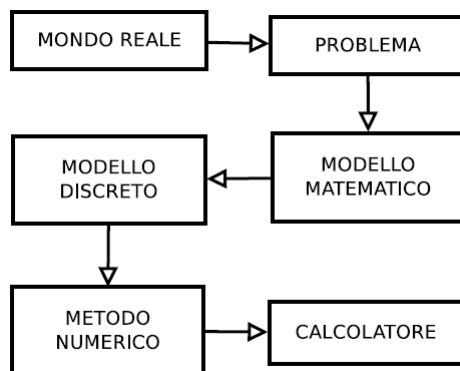 MONDO REALE
PROBLEMA
MODELLO
MATEMATICO
MODELLO
DISCRETO
METODO
NUMERICO
CALCOLATORE